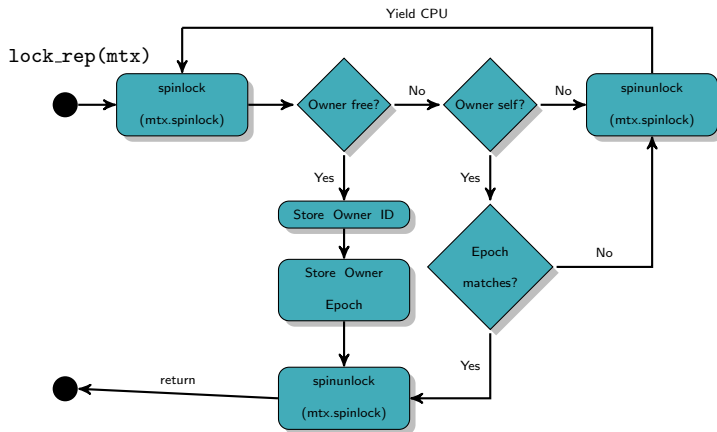 Yield CPU
lock_rep(mtx)
spinlock
(mtx.spinlock)
Owner free?
No
Owner self?
No
spinunlock
(mtx.spinlock)
Yes
Yes
Store Owner ID
Store Owner
Epoch
Epoch
matches?
No
Yes
spinunlock
(mtx.spinlock)
return